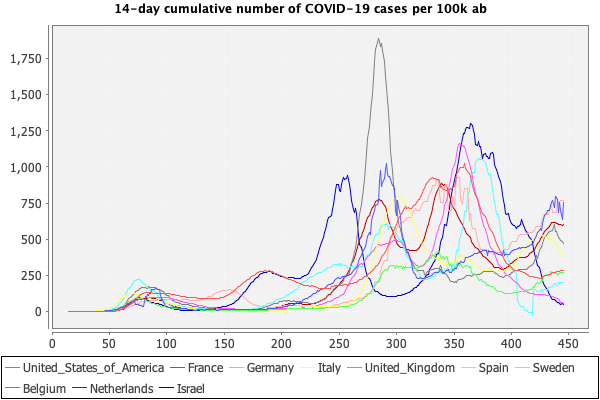 14-day cumulative number of COVID-19 cases per 100k ab
1,750
1,500
1,250
1,000
750
500
250
0
0 50 100 150 200 250 300 350 400 450
United_States_of_America France Germany Italy United_Kingdom Spain Sweden
Belgium Netherlands Israel